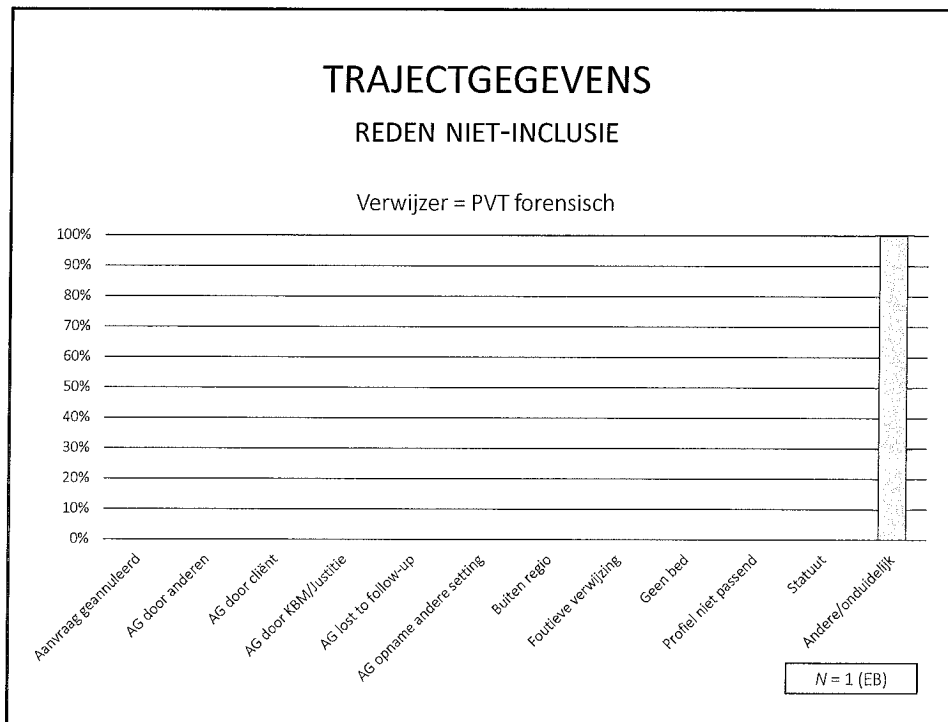 TRAJECTGEGEVENS
REDEN NIET-INCLUSIE
Verwijzer = PVT forensisch
100%
90%
80%
70%
60%
50%
40%
30%
20%
10%
0%
Aanvraag geannuleerd
AG door anderen
AG door cliënt
AG door KBM/Justitie
AG lost to follow-up
AG opname andere setting
Buiten regio
Foutieve verwijzing
Geen bed
Profiel niet passend
Statuut
Andere/onduidelijk
N = 1 (EB)